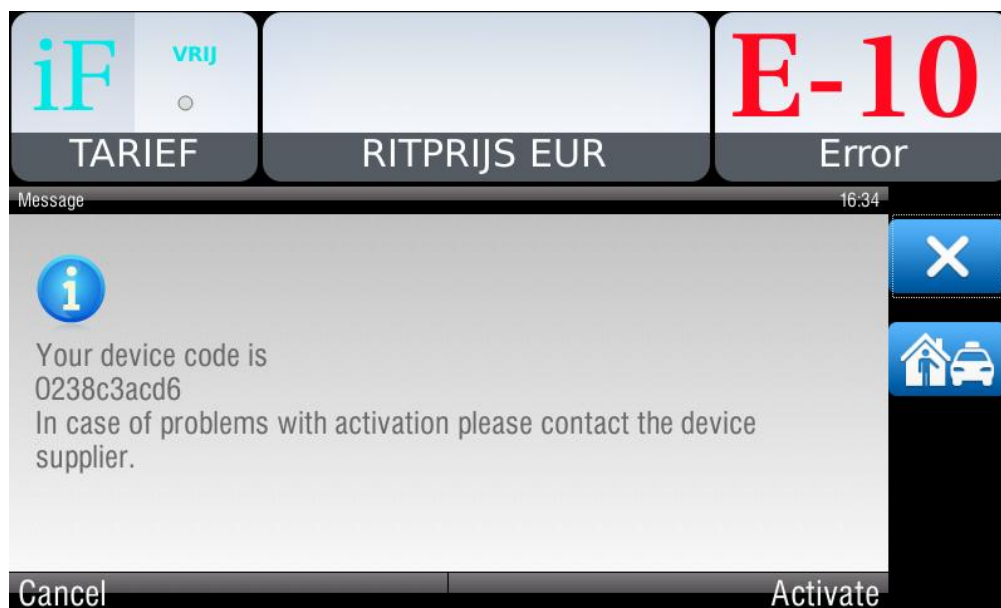 iF
VRIJ
E-10
TARIEF
RITPRIJS EUR
Error
Message
16:34
Your device code is
0238c3acd6
In case of problems with activation please contact the device
supplier.
Cancel
Activate